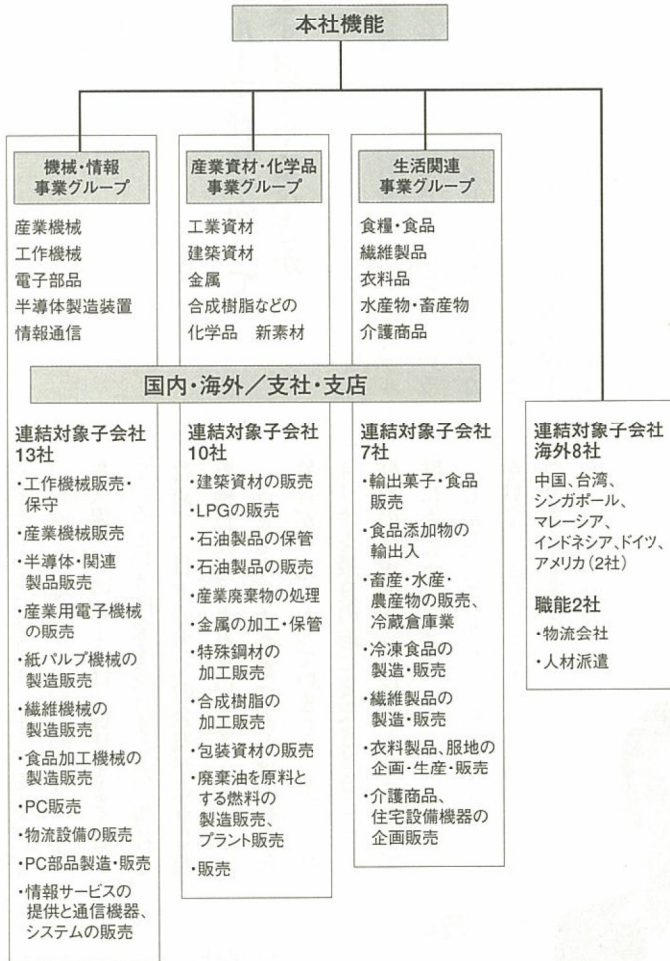 本社機能
機械・情報
事業グループ
産業機械
工作機械
電子部品
半導体製造装置
情報通信
産業資材・化学品
事業グループ
工業資材
建築資材
金属
合成樹脂などの
化学品　新素材
生活関連
事業グループ
食糧・食品
繊維製品
衣料品
水産物・畜産物
介護商品
国内・海外／支社・支店
連結対象子会社
13社
・工作機械販売・
保守
・産業機械販売
・半導体・関連
製品販売
・産業用電子機械
の販売
・紙パルプ機械の
製造販売
・繊維機械の
製造販売
・食品加工機械の
製造販売
・PC販売
・物流設備の販売
・PC部品製造・販売
・情報サービスの
提供と通信機器、
システムの販売
連結対象子会社
10社
・建築資材の販売
・LPGの販売
・石油製品の保管
・石油製品の販売
・産業廃棄物の処理
・金属の加工・保管
・特殊鋼材の
加工販売
・合成樹脂の
加工販売
・包装資材の販売
・廃棄油を原料と
する燃料の
製造販売、
プラント販売
・販売
連結対象子会社
7社
・輸出菓子・食品
販売
・食品添加物の
輸出入
・畜産・水産・
農産物の販売、
冷蔵倉庫業
・冷凍食品の
製造・販売
・繊維製品の
製造・販売
・衣料製品、服地の
企画・生産・販売
・介護商品、
住宅設備機器の
企画販売
連結対象子会社
海外8社
中国、台湾、
シンガポール、
マレーシア、
インドネシア、ドイツ、
アメリカ（2社）
職能2社
・物流会社
・人材派遣